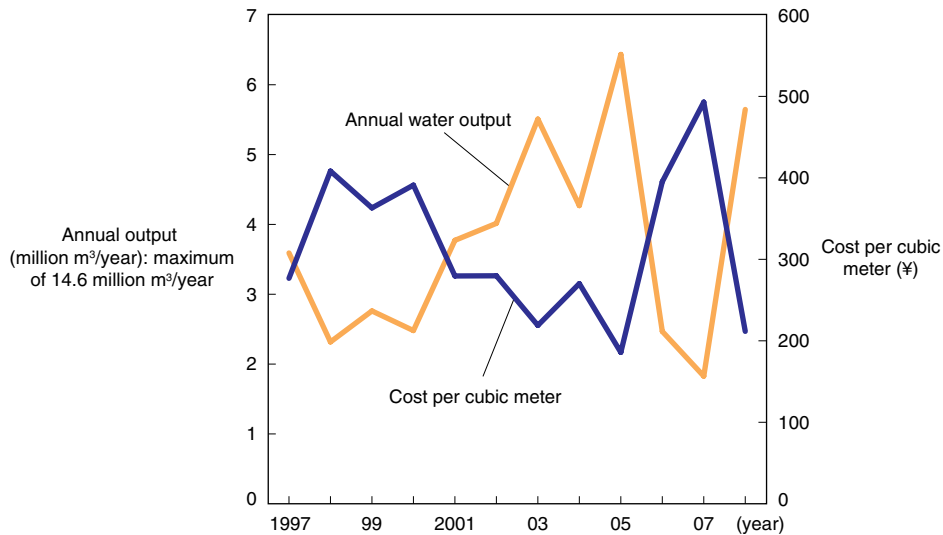 7
6
5
4
3
2
1
0
Annual output
(million m³/year): maximum
of 14.6 million m³/year
Annual water output
Cost per cubic meter
600
500
400
300
200
100
0
Cost per cubic
meter (¥)
1997 99 2001 03 05 07 (year)